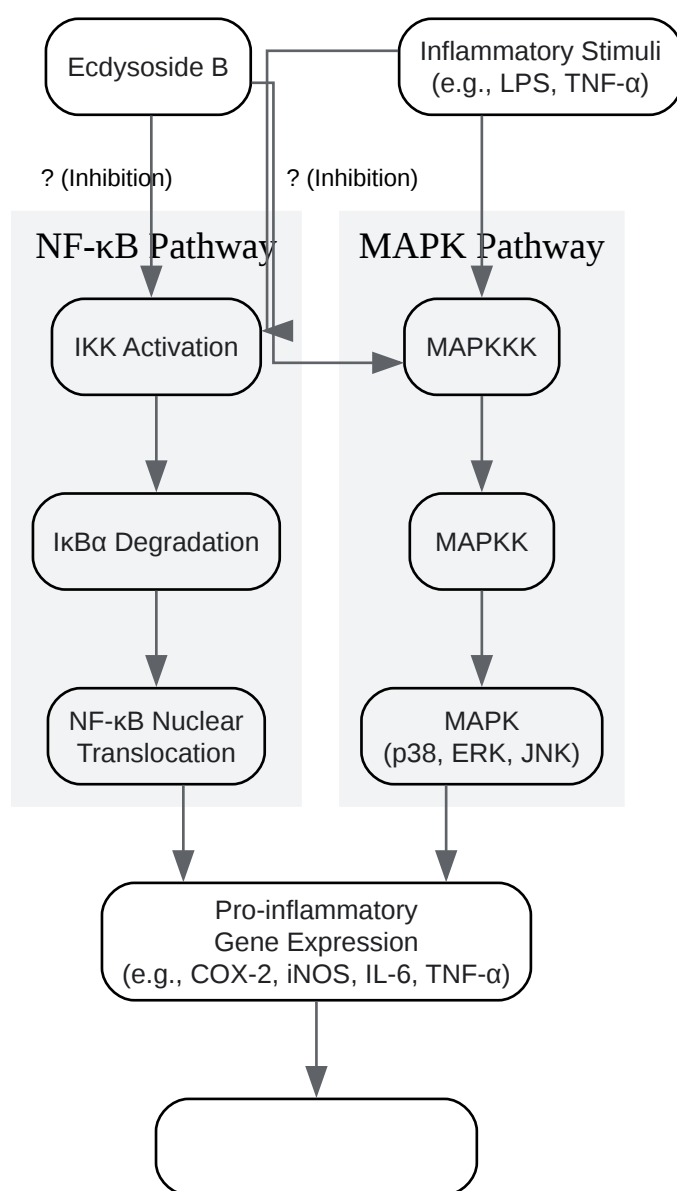 Ecdysoside B
Inflammatory Stimuli
(e.g., LPS, TNF-α)
? (Inhibition)
? (Inhibition)
NF-κB Pathway
MAPK Pathway
IKK Activation
MAPKKK
IκBα Degradation
MAPKK
NF-κB Nuclear
Translocation
MAPK
(p38, ERK, JNK)
Pro-inflammatory
Gene Expression
(e.g., COX-2, iNOS, IL-6, TNF-α)